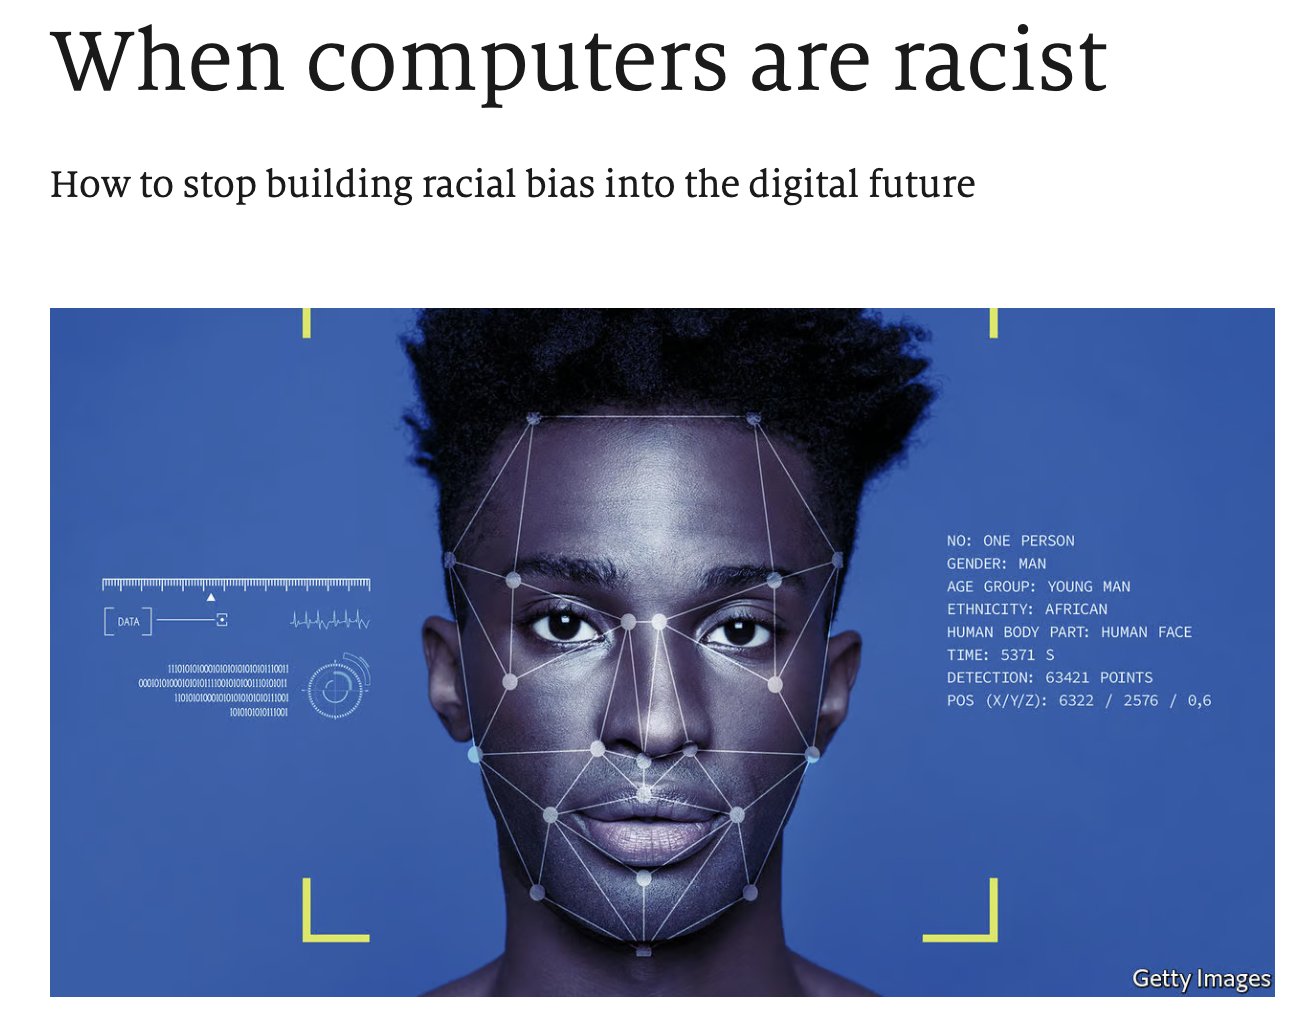 When computers are racist
How to stop building racial bias into the digital future
NO: ONE PERSON
GENDER: MAN
AGE GROUP: YOUNG MAN
ETHNICITY: AFRICAN
HUMAN BODY PART: HUMAN FACE
TIME: 5371 S
DETECTION: 63421 POINTS
POS (X/Y/Z): 6322 / 2576 / 0,6
DATA
1010101010111001
Getty Images